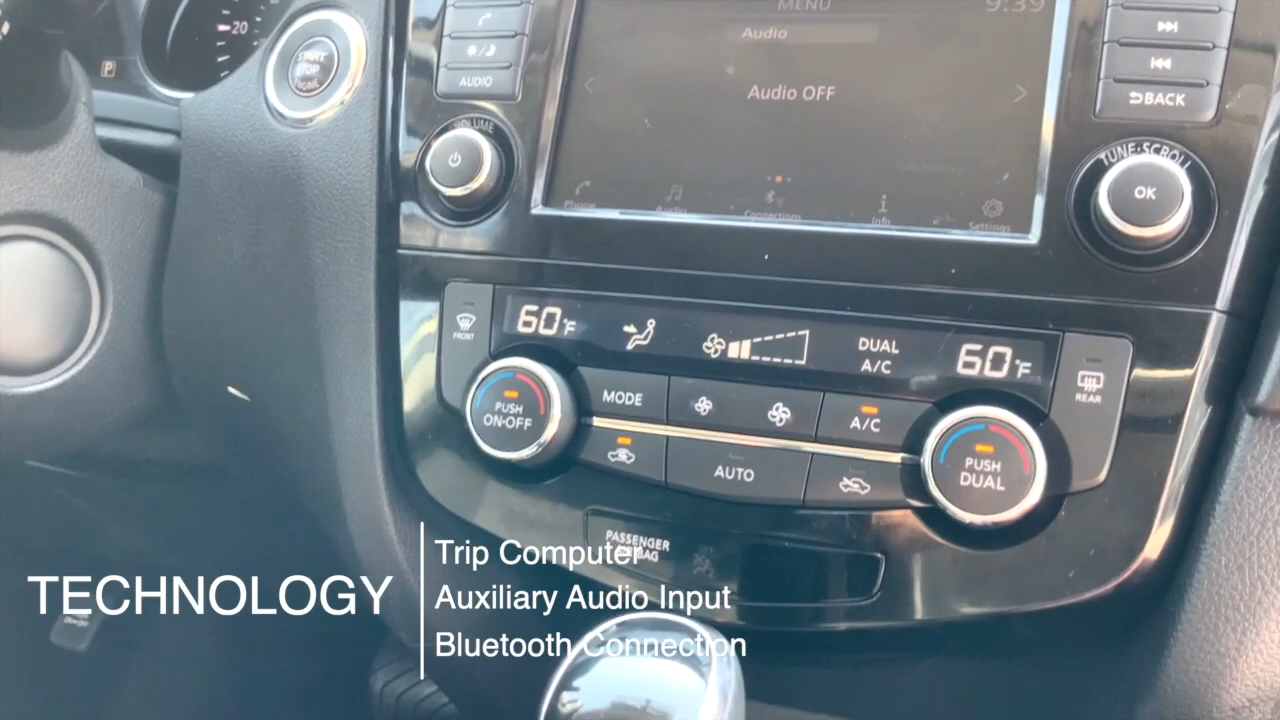 20
P
START
STOP
AUDIO
VOLUME
MENU
9:39
Audio
Audio OFF
Phone
Audio
Connections
Info
Settings
BACK
TUNE·SCROLL
OK
FRONT
60°F
DUAL
A/C
60°F
REAR
PUSH
ON·OFF
MODE
A/C
AUTO
PUSH
DUAL
PASSENGER
AIR BAG
TECHNOLOGY
Trip Computer
Auxiliary Audio Input
Bluetooth Connection